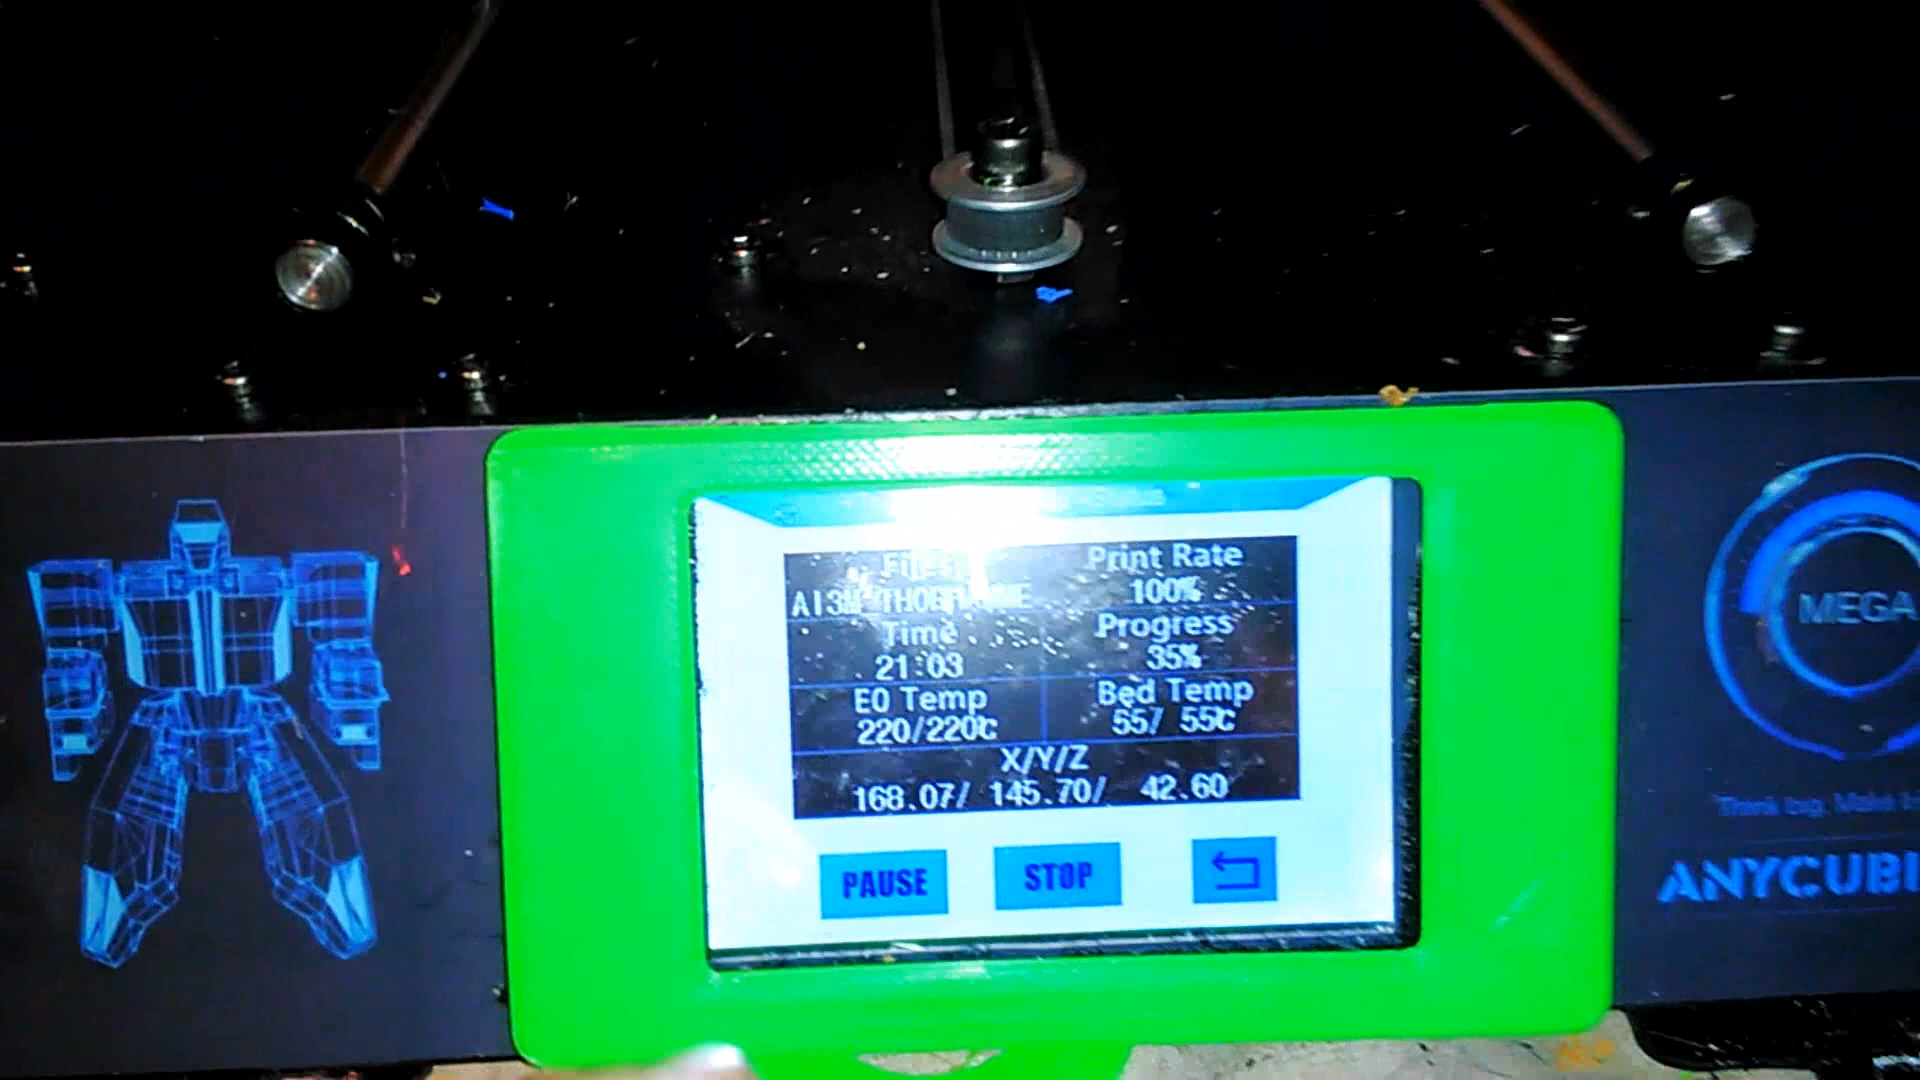 Print Rate
100%
Time
Progress
21:03
35%
E0 Temp
Bed Temp
220/220c
55/ 55c
X/Y/Z
168.07/ 145.70/ 42.60
PAUSE
STOP
MEGA
ANYCUBI